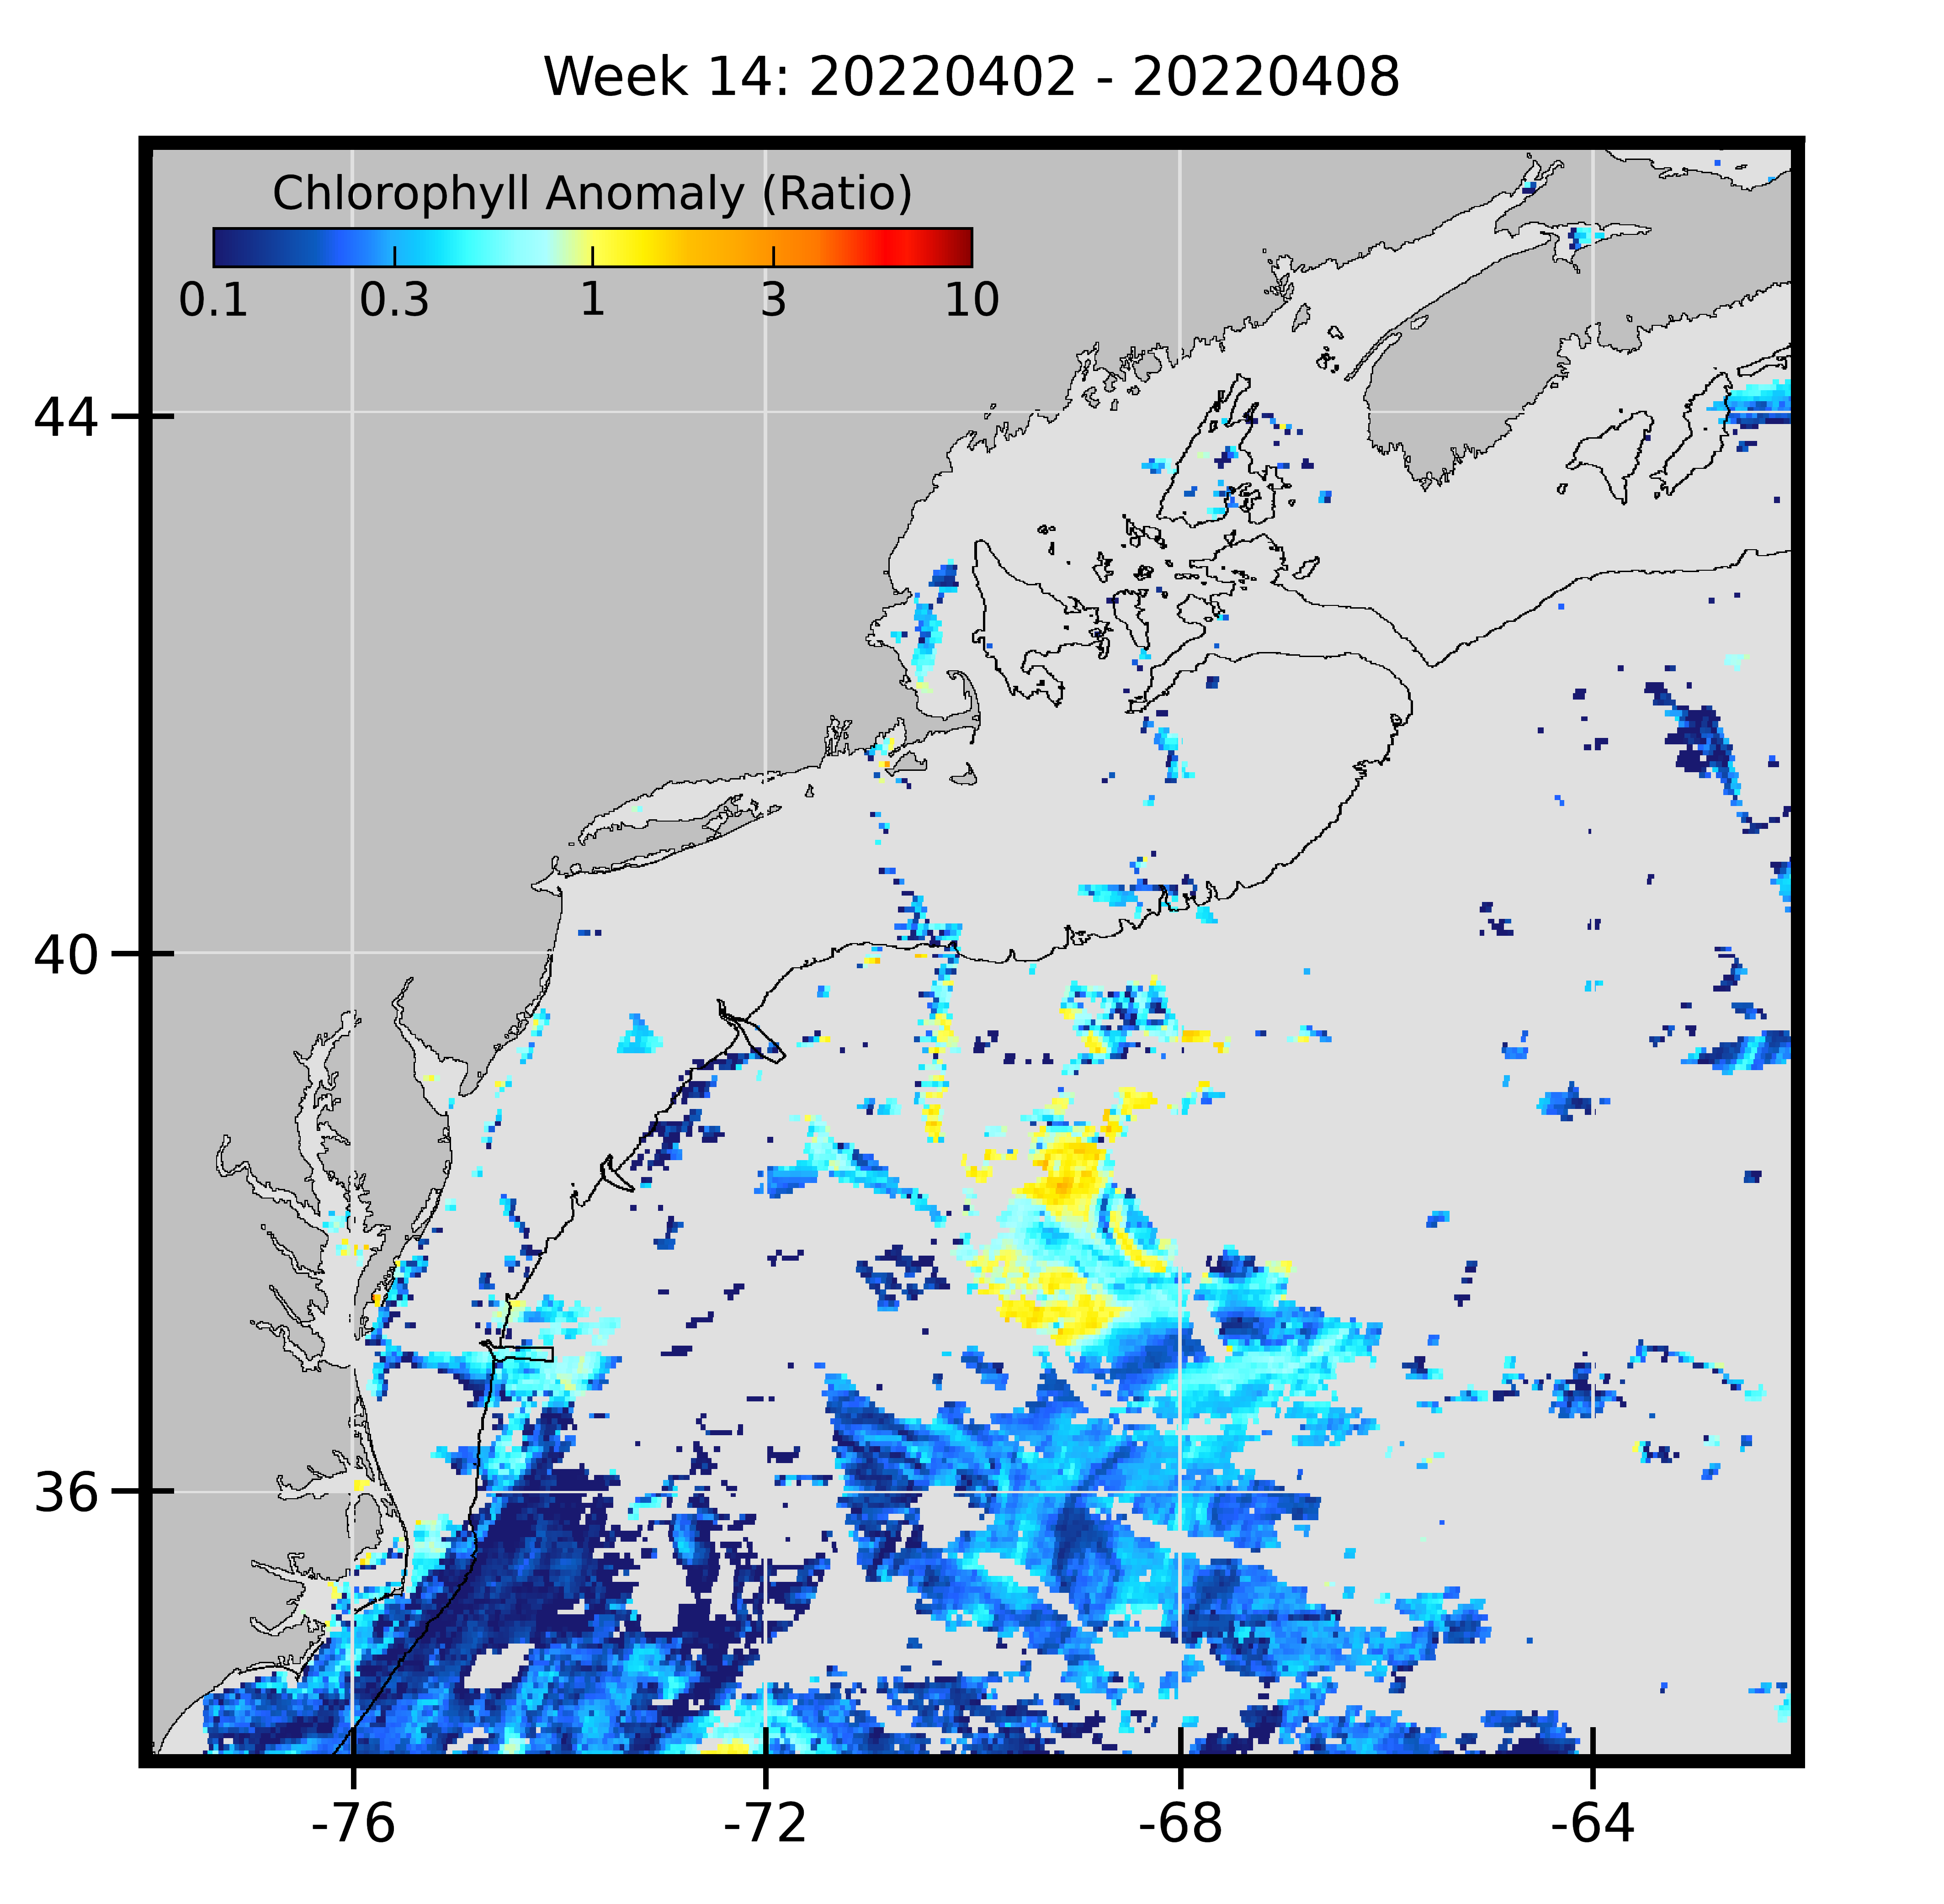 Week 14: 20220402 - 20220408
Chlorophyll Anomaly (Ratio)
0.1 0.3 1 3 10
44
40
36
-76 -72 -68 -64